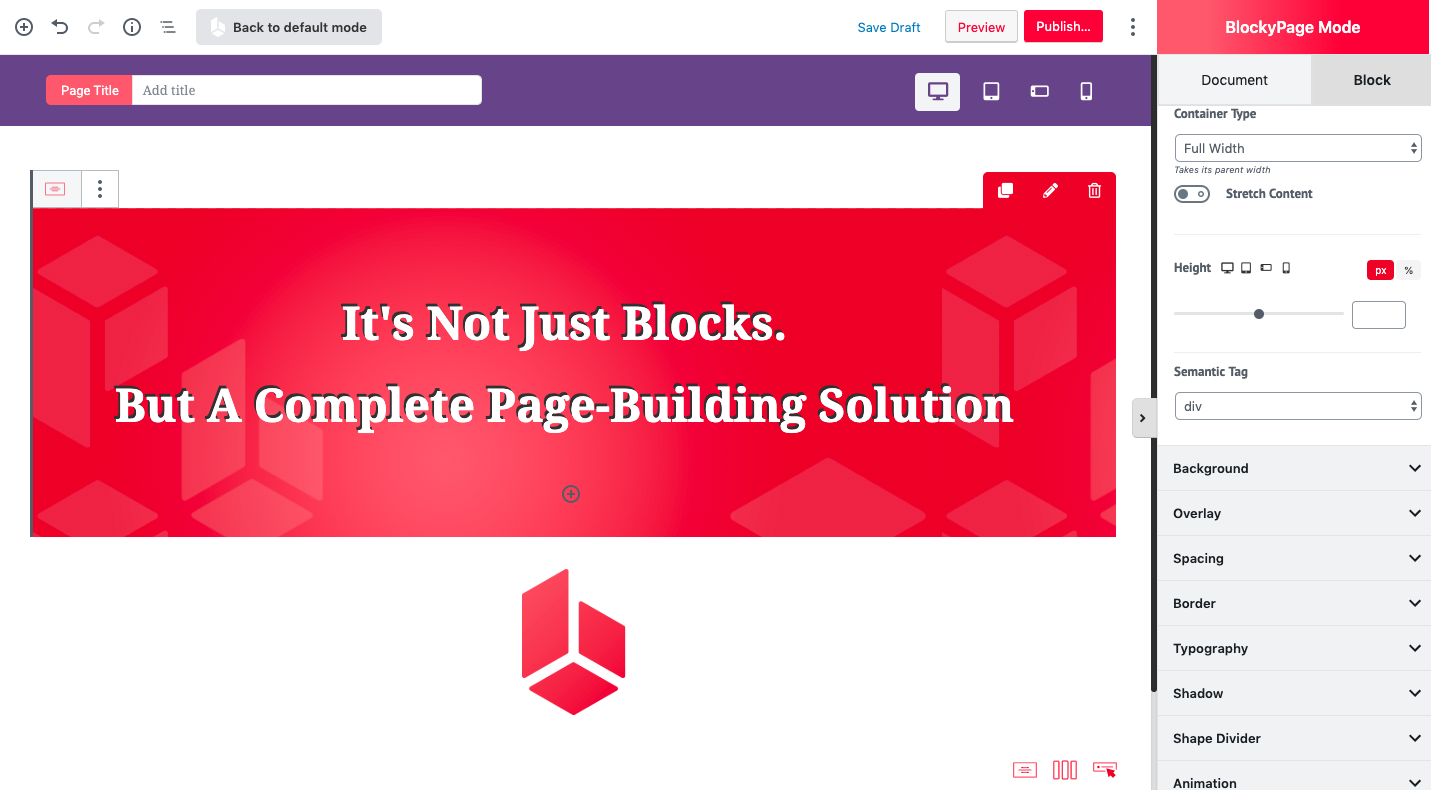 Back to default mode
Save Draft
Preview
Publish...
BlockyPage Mode
Page Title
Add title
Document
Block
Container Type
Full Width
Takes its parent width
Stretch Content
Height
px
%
Semantic Tag
div
It's Not Just Blocks.
But A Complete Page-Building Solution
Background
Overlay
Spacing
Border
Typography
Shadow
Shape Divider
Animation